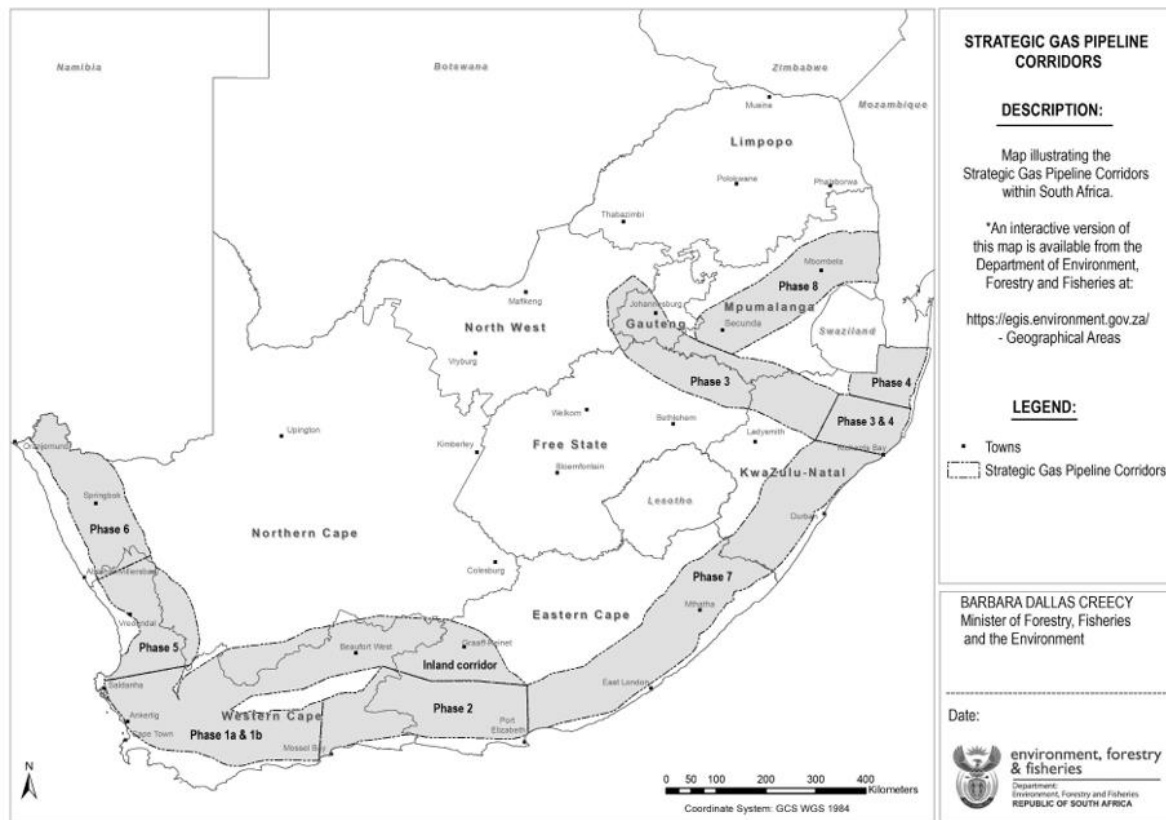 Namibia
Botswana
Zimbabwe
Mozambique
Musina
Limpopo
Polokwane
Phalaborwa
Thabazimbi
Mbombela
Phase 8
Mafikeng
Johannesburg
Mpumalanga
North West
Gauteng
Secunda
Swaziland
Vryburg
Phase 3
Phase 4
Welkom
Bethlehem
Phase 3 & 4
Upington
Ladysmith
Oranjemund
Kimberley
Free State
Richards Bay
Bloemfontein
KwaZulu-Natal
Springbok
Lesotho
Durban
Phase 6
Northern Cape
Colesburg
Phase 7
Mthatha
Vredendal
Eastern Cape
Phase 5
Beaufort West
Graaff-Reinet
Inland corridor
Saldanha
East London
Western Cape
Phase 2
Ankertig
Cape Town
Phase 1a & 1b
Port
Elizabeth
Mossel Bay
N
0 50 100 200 300 400
Kilometers
Coordinate System: GCS WGS 1984
STRATEGIC GAS PIPELINE
CORRIDORS
DESCRIPTION:
Map illustrating the
Strategic Gas Pipeline Corridors
within South Africa.
*An interactive version of
this map is available from the
Department of Environment,
Forestry and Fisheries at:
https://egis.environment.gov.za/
- Geographical Areas
LEGEND:
Towns
Strategic Gas Pipeline Corridors
BARBARA DALLAS CREECY
Minister of Forestry, Fisheries
and the Environment
Date:
environment, forestry
& fisheries
Department:
Environment, Forestry and Fisheries
REPUBLIC OF SOUTH AFRICA